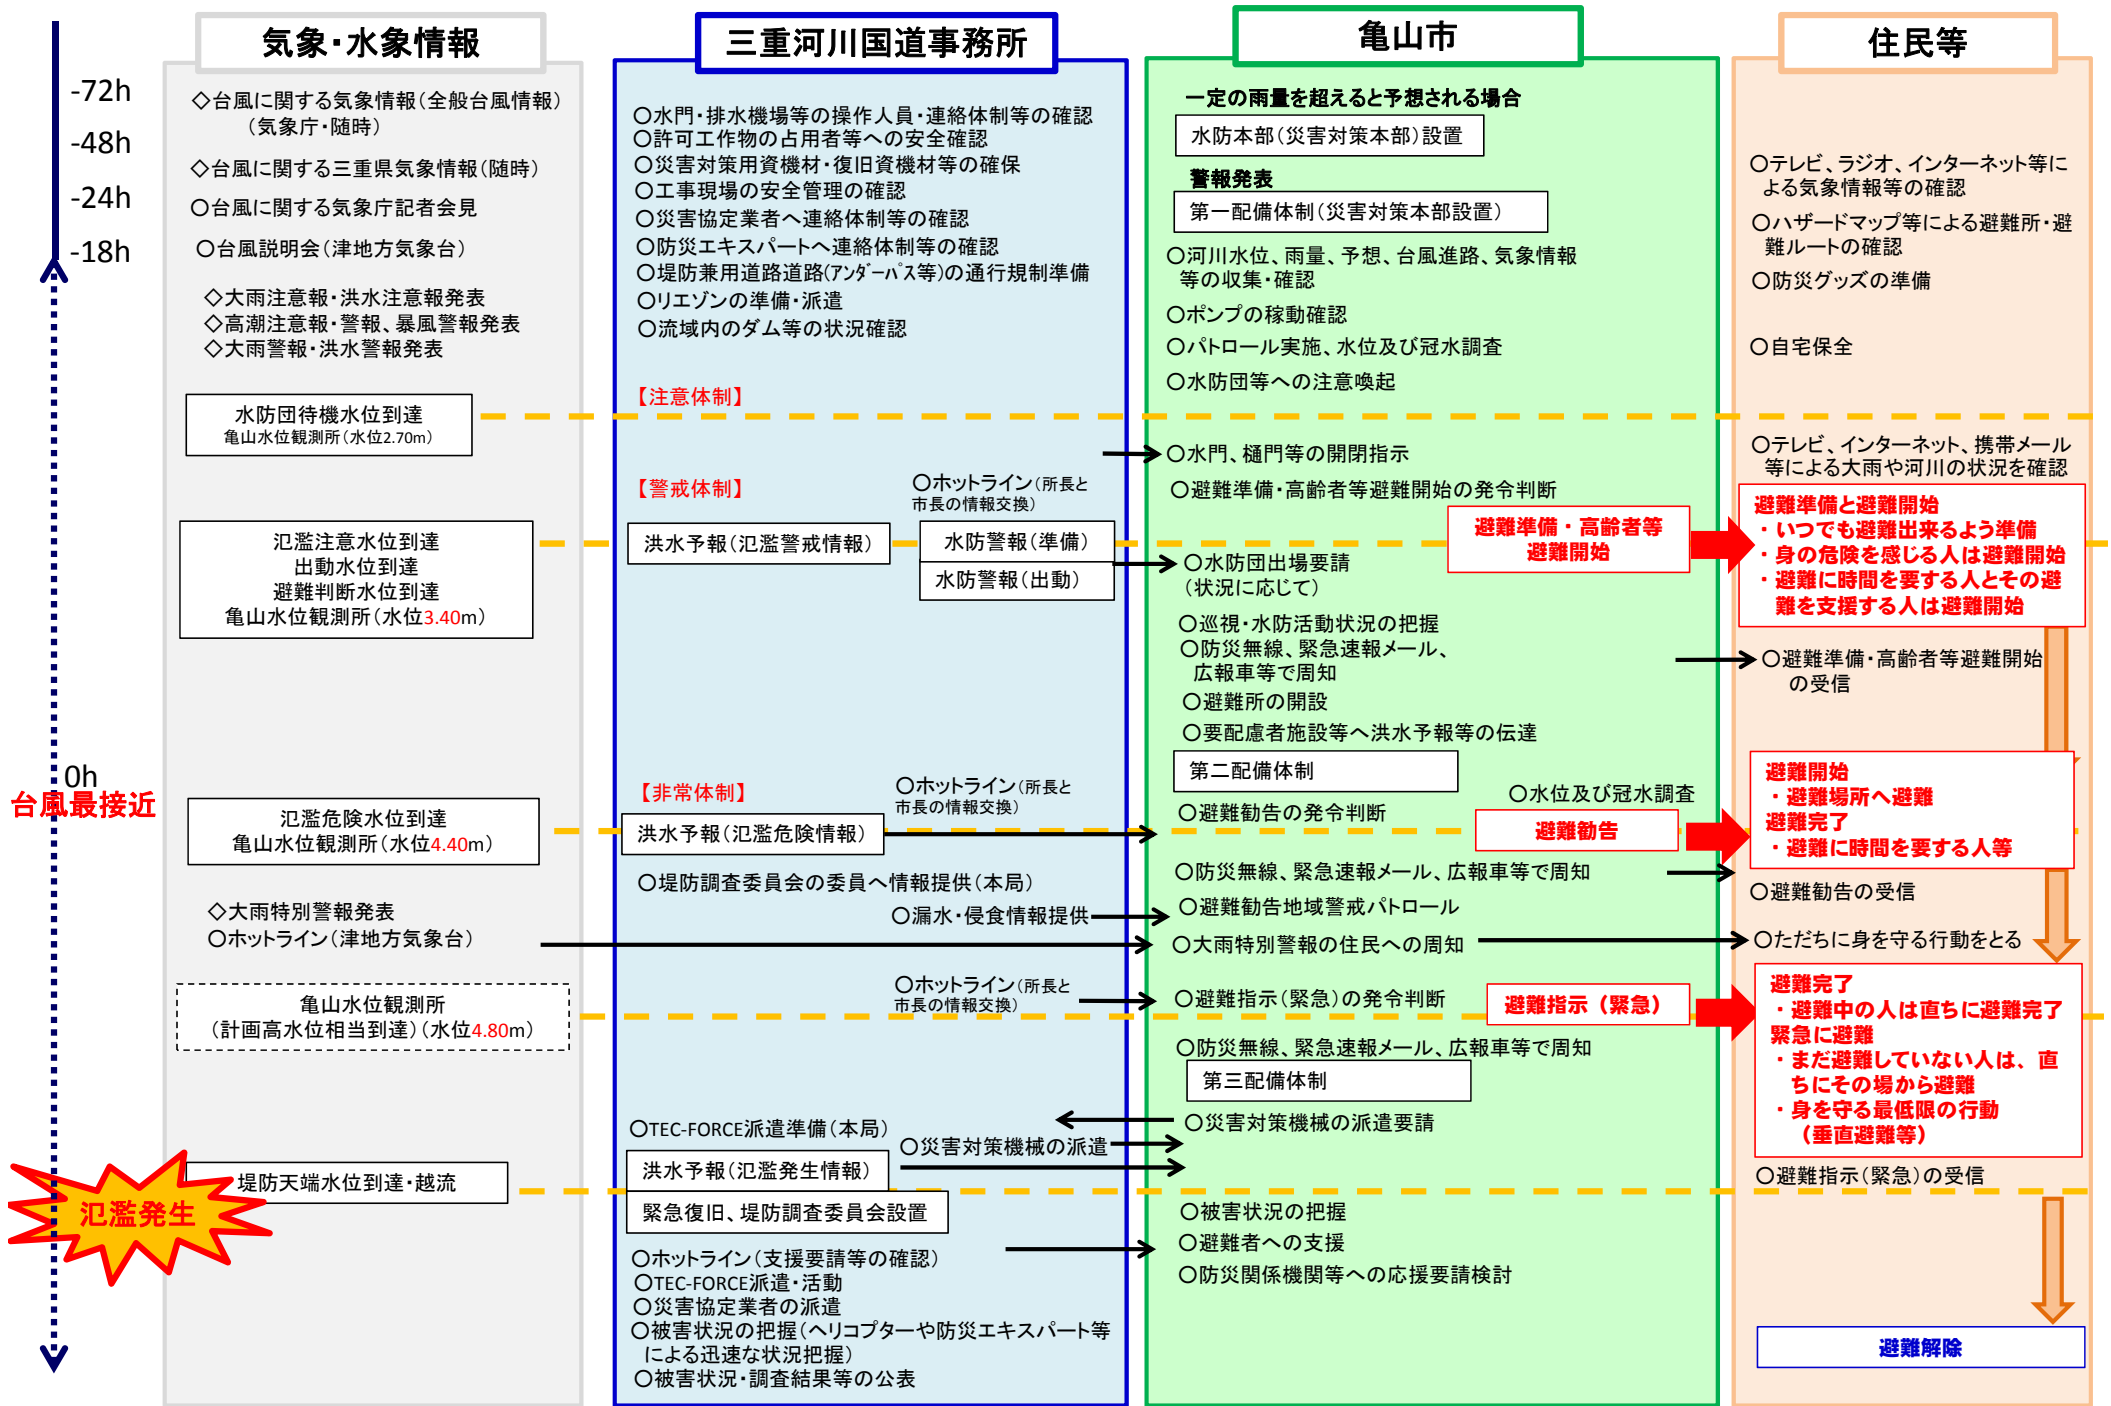 -72h
-48h
-24h
-18h
0h
台風最接近
氾濫発生
気象・水象情報
◇台風に関する気象情報(全般台風情報)
(気象庁・随時)
◇台風に関する三重県気象情報(随時)
○台風に関する気象庁記者会見
○台風説明会(津地方気象台)
◇大雨注意報・洪水注意報発表
◇高潮注意報・警報、暴風警報発表
◇大雨警報・洪水警報発表
水防団待機水位到達
亀山水位観測所(水位2.70m)
氾濫注意水位到達
出動水位到達
避難判断水位到達
亀山水位観測所(水位3.40m)
氾濫危険水位到達
亀山水位観測所(水位4.40m)
◇大雨特別警報発表
○ホットライン(津地方気象台)
亀山水位観測所
(計画高水位相当到達)(水位4.80m)
堤防天端水位到達・越流
三重河川国道事務所
○水門・排水機場等の操作人員・連絡体制等の確認
○許可工作物の占用者等への安全確認
○災害対策用資機材・復旧資機材等の確保
○工事現場の安全管理の確認
○災害協定業者へ連絡体制等の確認
○防災エキスパートへ連絡体制等の確認
○堤防兼用道路道路(アンダーパス等)の通行規制準備
○リエゾンの準備・派遣
○流域内のダム等の状況確認
【注意体制】
【警戒体制】
○ホットライン(所長と
市長の情報交換)
洪水予報(氾濫警戒情報)
水防警報(準備)
水防警報(出動)
【非常体制】
○ホットライン(所長と
市長の情報交換)
洪水予報(氾濫危険情報)
○堤防調査委員会の委員へ情報提供(本局)
○漏水・侵食情報提供
○ホットライン(所長と
市長の情報交換)
○TEC-FORCE派遣準備(本局)
○災害対策機械の派遣
洪水予報(氾濫発生情報)
緊急復旧、堤防調査委員会設置
○ホットライン(支援要請等の確認)
○TEC-FORCE派遣・活動
○災害協定業者の派遣
○被害状況の把握(ヘリコプターや防災エキスパート等
による迅速な状況把握)
○被害状況・調査結果等の公表
亀山市
一定の雨量を超えると予想される場合
水防本部(災害対策本部)設置
警報発表
第一配備体制(災害対策本部設置)
○河川水位、雨量、予想、台風進路、気象情報
等の収集・確認
○ポンプの稼動確認
○パトロール実施、水位及び冠水調査
○水防団等への注意喚起
○水門、樋門等の開閉指示
○避難準備・高齢者等避難開始の発令判断
避難準備・高齢者等
避難開始
○水防団出場要請
(状況に応じて)
○巡視・水防活動状況の把握
○防災無線、緊急速報メール、
広報車等で周知
○避難所の開設
○要配慮者施設等へ洪水予報等の伝達
第二配備体制
○水位及び冠水調査
○避難勧告の発令判断
避難勧告
○防災無線、緊急速報メール、広報車等で周知
○避難勧告地域警戒パトロール
○大雨特別警報の住民への周知
○避難指示(緊急)の発令判断
避難指示(緊急)
○防災無線、緊急速報メール、広報車等で周知
第三配備体制
○災害対策機械の派遣要請
○被害状況の把握
○避難者への支援
○防災関係機関等への応援要請検討
住民等
○テレビ、ラジオ、インターネット等に
よる気象情報等の確認
○ハザードマップ等による避難所・避
難ルートの確認
○防災グッズの準備
○自宅保全
○テレビ、インターネット、携帯メール
等による大雨や河川の状況を確認
避難準備と避難開始
・いつでも避難出来るよう準備
・身の危険を感じる人は避難開始
・避難に時間を要する人とその避
難を支援する人は避難開始
○避難準備・高齢者等避難開始
の受信
避難開始
・避難場所へ避難
避難完了
・避難に時間を要する人等
○避難勧告の受信
○ただちに身を守る行動をとる
避難完了
・避難中の人は直ちに避難完了
緊急に避難
・まだ避難していない人は、直
ちにその場から避難
・身を守る最低限の行動
(垂直避難等)
○避難指示(緊急)の受信
避難解除